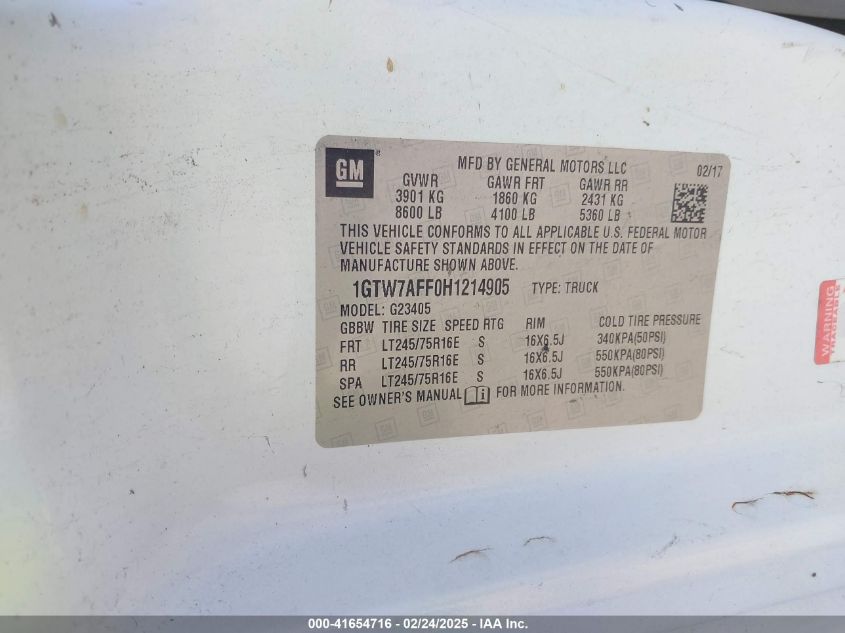 GM ®
MFD BY GENERAL MOTORS LLC 02/17
GVWR GAWR FRT GAWR RR
3901 KG 1860 KG 2431 KG
8600 LB 4100 LB 5360 LB
THIS VEHICLE CONFORMS TO ALL APPLICABLE U.S. FEDERAL MOTOR
VEHICLE SAFETY STANDARDS IN EFFECT ON THE DATE OF
MANUFACTURE SHOWN ABOVE.
1GTW7AFF0H1214905 TYPE: TRUCK
MODEL: G23405
GBBW TIRE SIZE SPEED RTG RIM COLD TIRE PRESSURE
FRT LT245/75R16E S 16X6.5J 340KPA(50PSI)
RR LT245/75R16E S 16X6.5J 550KPA(80PSI)
SPA LT245/75R16E S 16X6.5J 550KPA(80PSI)
SEE OWNER'S MANUAL i FOR MORE INFORMATION.
WARNING
000-41654716 - 02/24/2025 - IAA Inc.